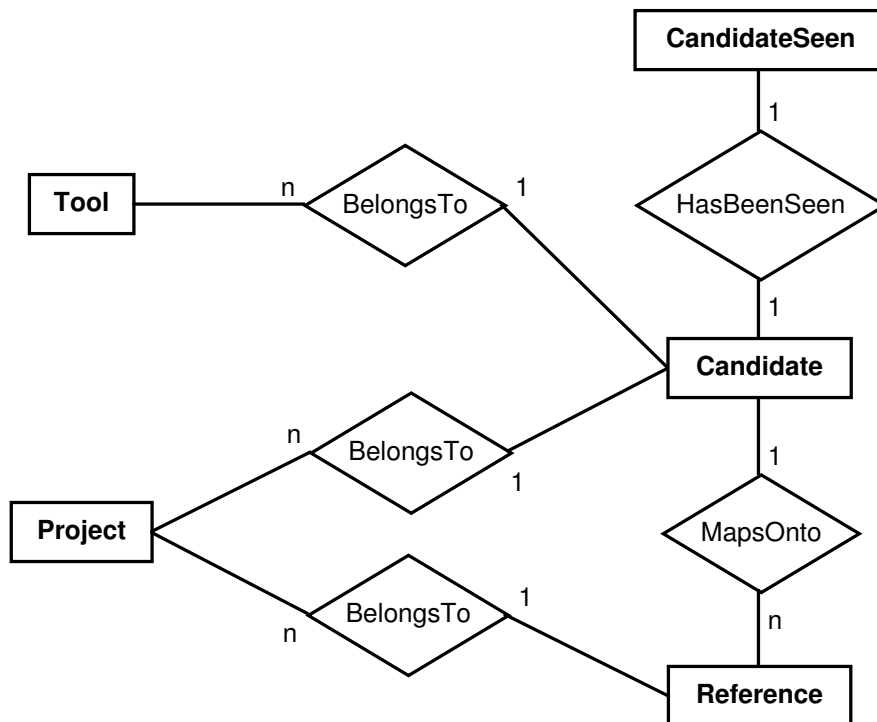 CandidateSeen
1
HasBeenSeen
1
Tool
n
BelongsTo
1
Candidate
n
BelongsTo
1
1
MapsOnto
n
Project
n
BelongsTo
1
Reference